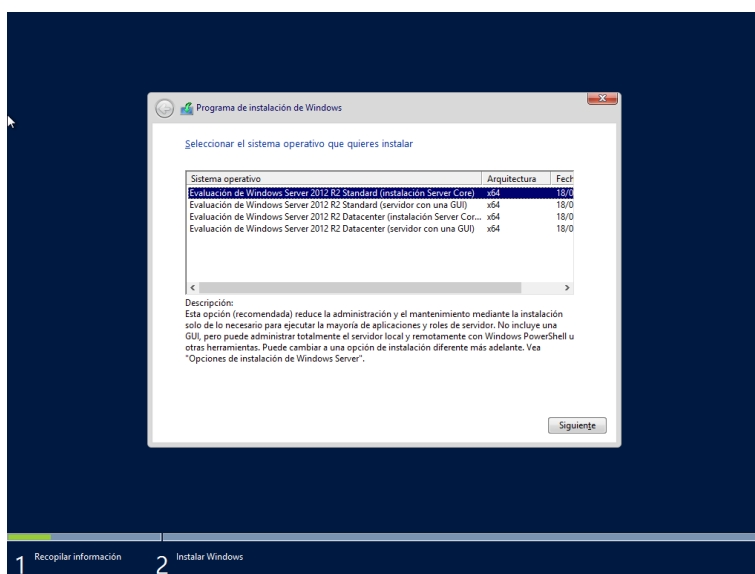 Programa de instalación de Windows
Seleccionar el sistema operativo que quieres instalar
Sistema operativo Arquitectura Fech
Evaluación de Windows Server 2012 R2 Standard (instalación Server Core) x64 18/0
Evaluación de Windows Server 2012 R2 Standard (servidor con una GUI) x64 18/0
Evaluación de Windows Server 2012 R2 Datacenter (instalación Server Cor... x64 18/0
Evaluación de Windows Server 2012 R2 Datacenter (servidor con una GUI) x64 18/0
Descripción:
Esta opción (recomendada) reduce la administración y el mantenimiento mediante la instalación
solo de lo necesario para ejecutar la mayoría de aplicaciones y roles de servidor. No incluye una
GUI, pero puede administrar totalmente el servidor local y remotamente con Windows PowerShell u
otras herramientas. Puede cambiar a una opción de instalación diferente más adelante. Vea
"Opciones de instalación de Windows Server".
Siguiente
1 Recopilar información 2 Instalar Windows